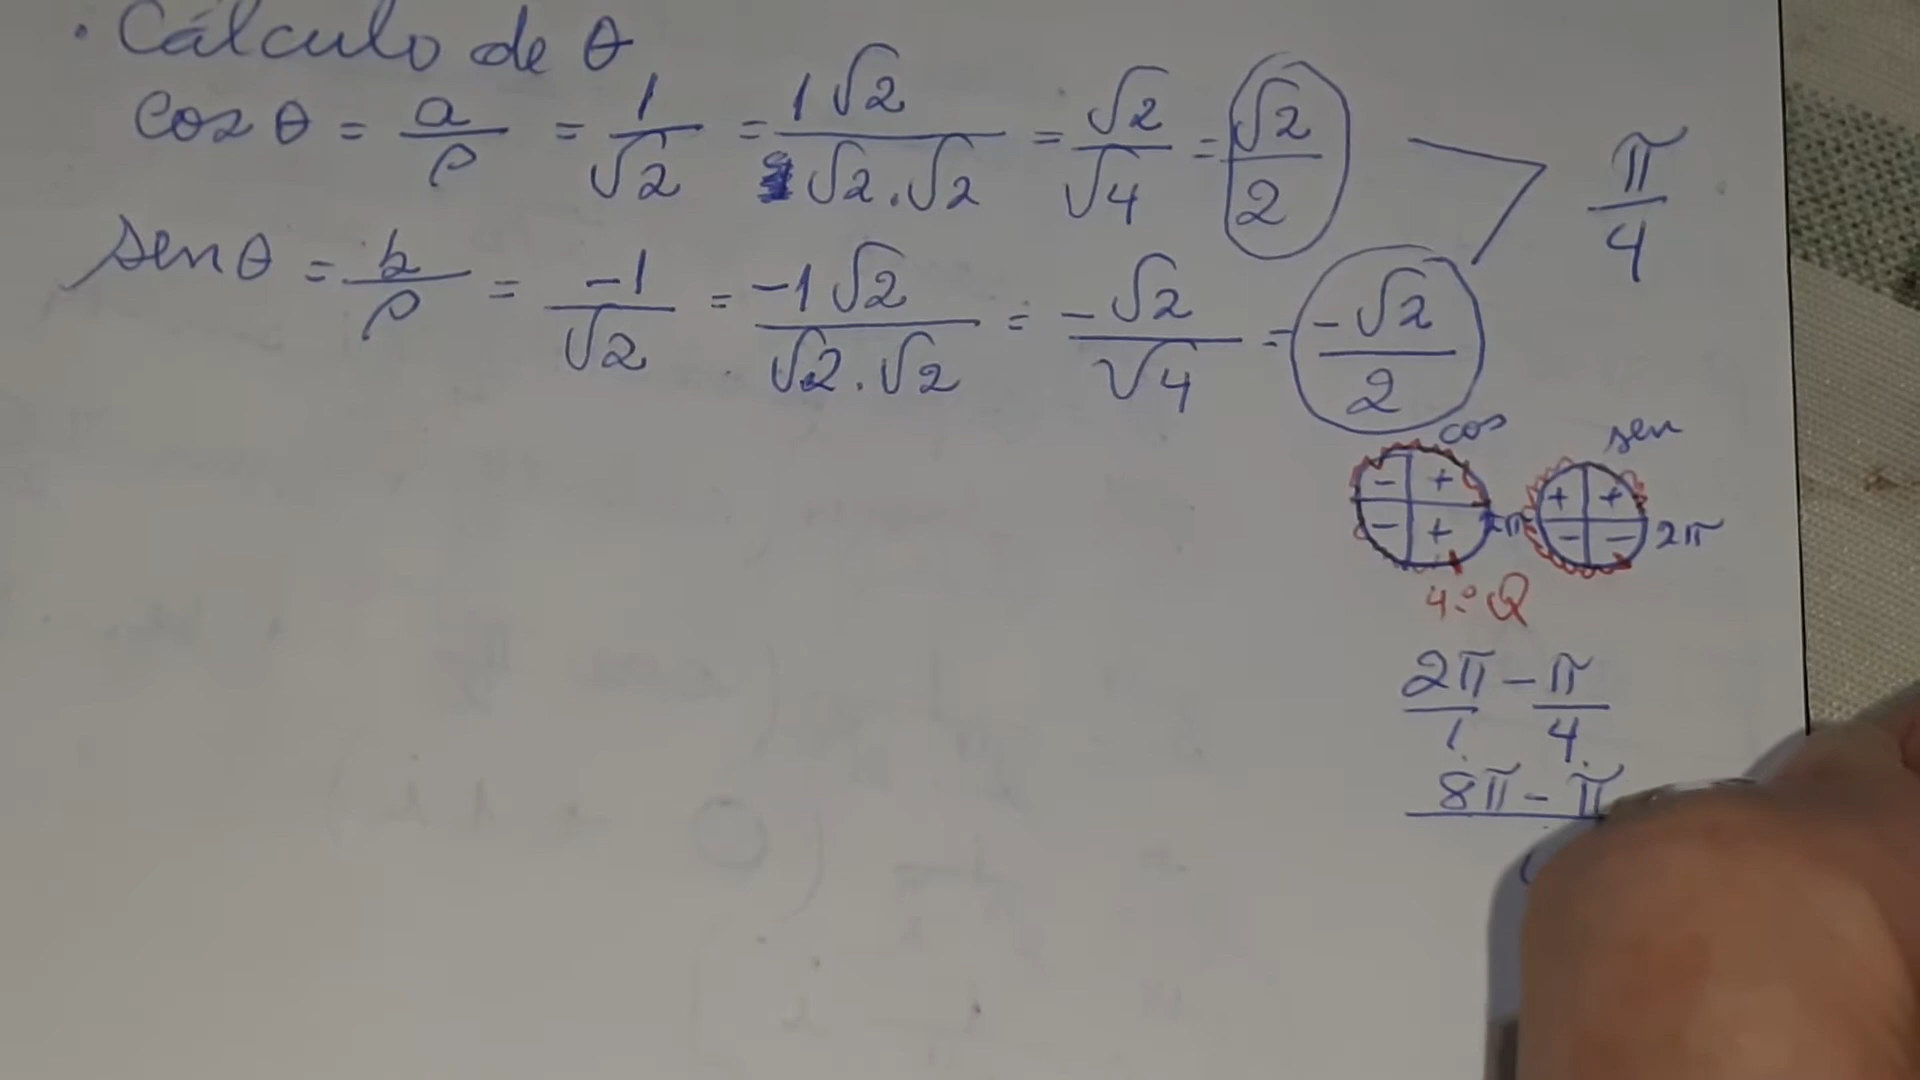 · Cálculo de θ
cos θ = a/ρ = 1/√2 = 1√2/√2.√2 = √2/√4 = √2/2
π/4
sen θ = b/ρ = -1/√2 = -1√2/√2.√2 = -√2/√4 = -√2/2
cos sen
- + + +
- + 2π - - 2π
4º Q
2π/1 - π/4
8π - π